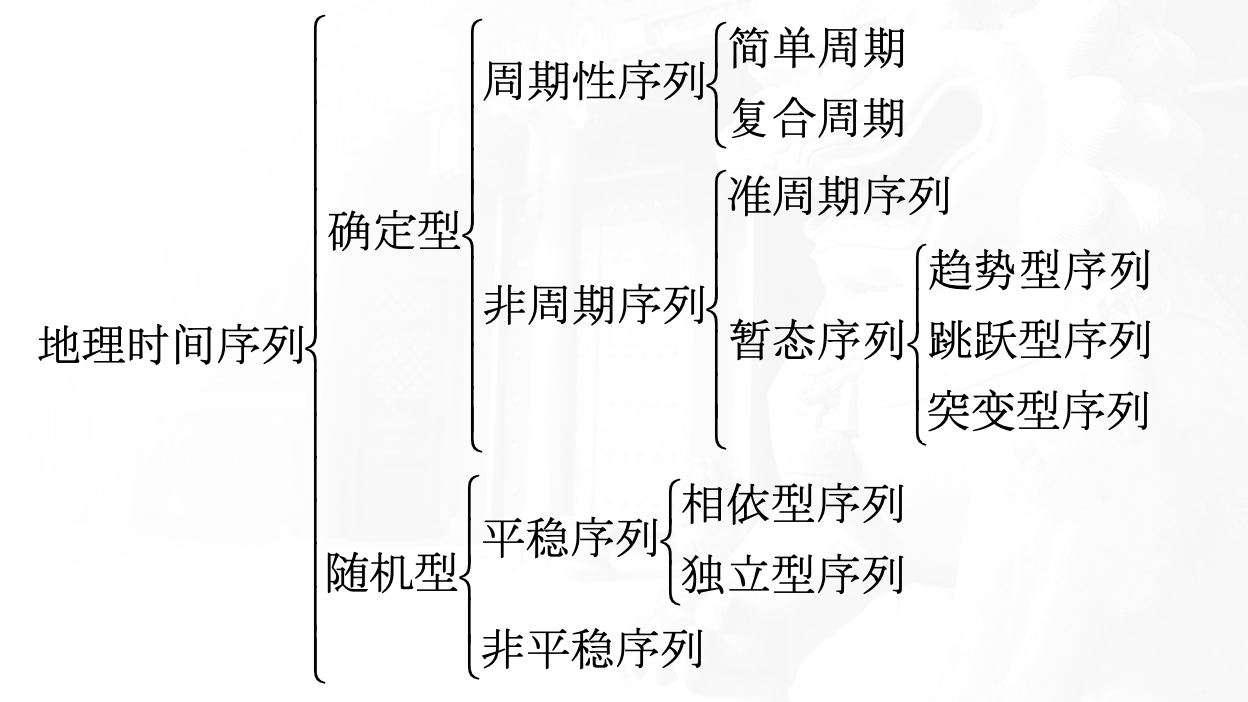 地理时间序列
确定型
周期性序列
简单周期
复合周期
非周期序列
准周期序列
暂态序列
趋势型序列
跳跃型序列
突变型序列
随机型
平稳序列
相依型序列
独立型序列
非平稳序列